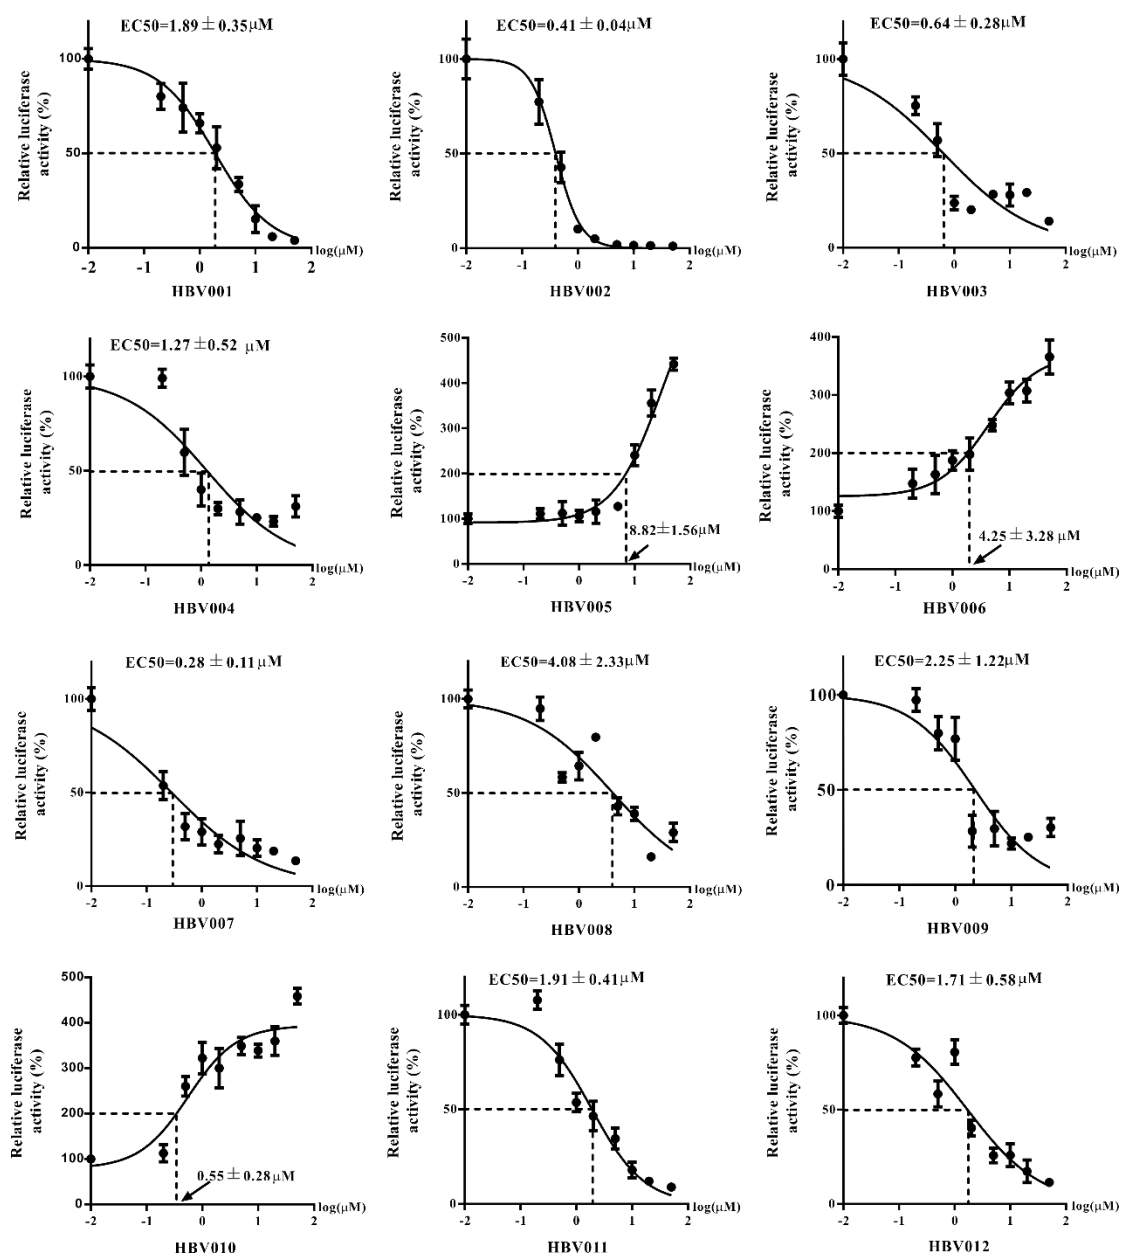 EC50=1.89 ± 0.35μM
Relative luciferase
activity (%)
100
50
0
-2 -1 0 1 2
log(μM)
HBV001
EC50=0.41 ± 0.04μM
Relative luciferase
activity (%)
100
50
0
-2 -1 0 1 2
log(μM)
HBV002
EC50=0.64 ± 0.28μM
Relative luciferase
activity (%)
100
50
0
-2 -1 0 1 2
log(μM)
HBV003
EC50=1.27 ±0.52 μM
Relative luciferase
activity (%)
100
50
0
-2 -1 0 1 2
log(μM)
HBV004
Relative luciferase
activity (%)
500
400
300
200
100
0
8.82±1.56μM
-2 -1 0 1 2
log(μM)
HBV005
Relative luciferase
activity (%)
400
300
200
100
0
4.25 ± 3.28 μM
-2 -1 0 1 2
log(μM)
HBV006
EC50=0.28 ± 0.11μM
Relative luciferase
activity (%)
100
50
0
-2 -1 0 1 2
log(μM)
HBV007
EC50=4.08 ± 2.33μM
Relative luciferase
activity (%)
100
50
0
-2 -1 0 1 2
log(μM)
HBV008
EC50=2.25 ± 1.22μM
Relative luciferase
activity (%)
100
50
0
-2 -1 0 1 2
log(μM)
HBV009
Relative luciferase
activity (%)
500
400
300
200
100
0
0.55 ± 0.28μM
-2 -1 0 1 2
log(μM)
HBV010
EC50=1.91 ± 0.41μM
Relative luciferase
activity (%)
100
50
0
-2 -1 0 1 2
log(μM)
HBV011
EC50=1.71 ± 0.58μM
Relative luciferase
activity (%)
100
50
0
-2 -1 0 1 2
log(μM)
HBV012